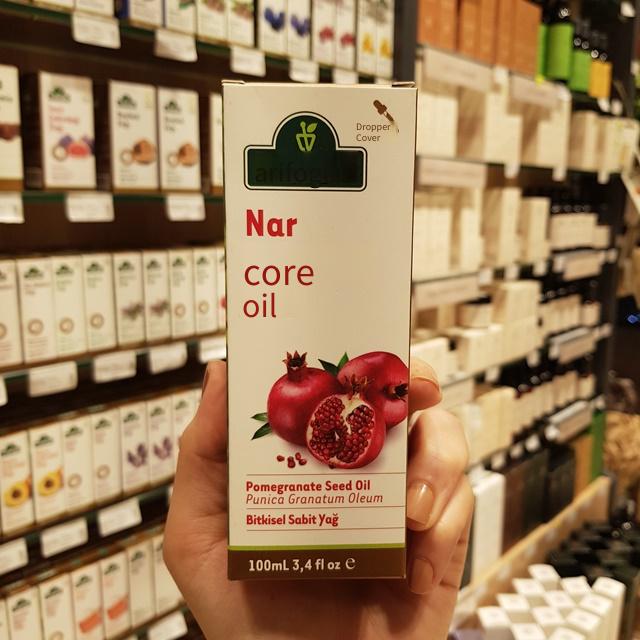 Dropper
Cover
arifoğlu
Nar
core
oil
Pomegranate Seed Oil
Punica Granatum Oleum
Bitkisel Sabit Yağ
100mL 3,4 fl oz e